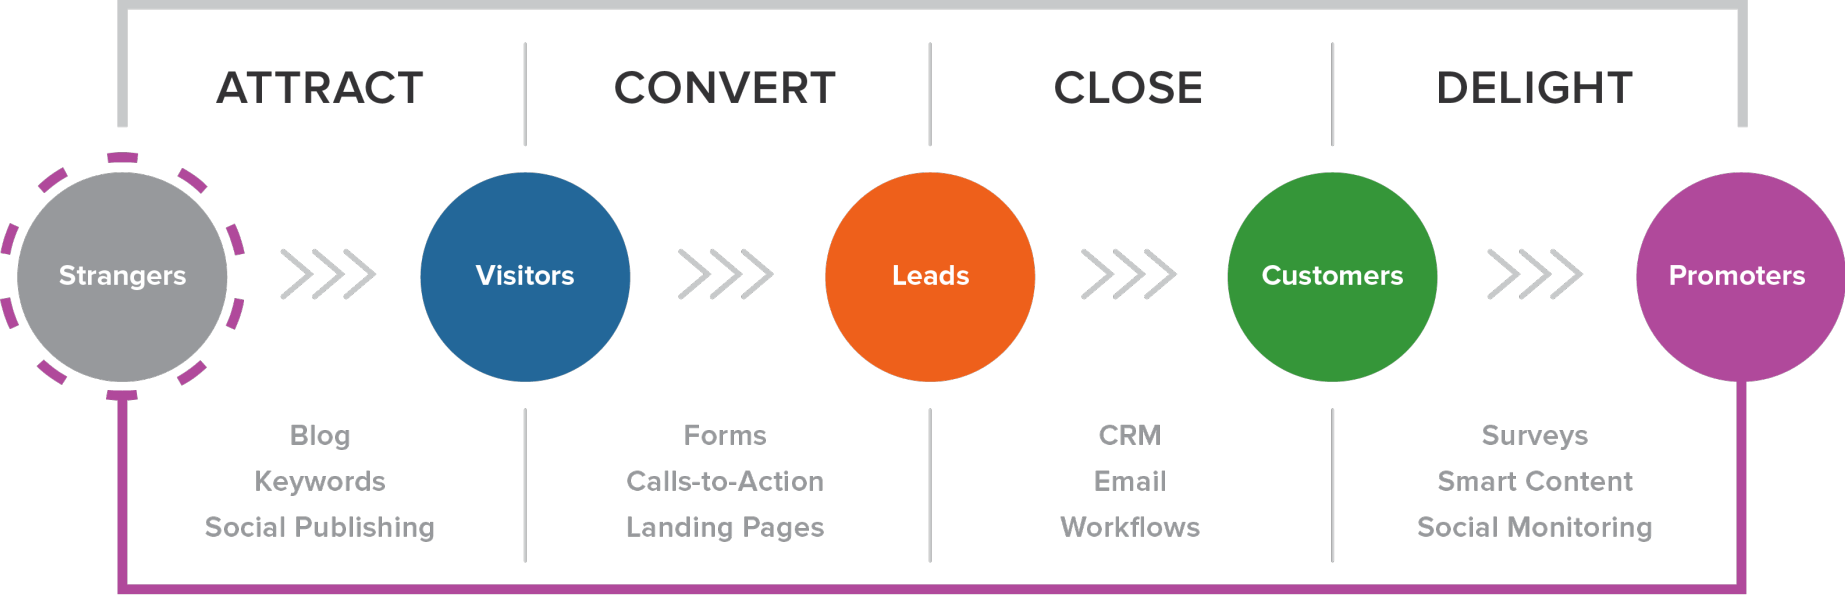 ATTRACT
CONVERT
CLOSE
DELIGHT
Strangers
Visitors
Leads
Customers
Promoters
Blog
Keywords
Social Publishing
Forms
Calls-to-Action
Landing Pages
CRM
Email
Workflows
Surveys
Smart Content
Social Monitoring